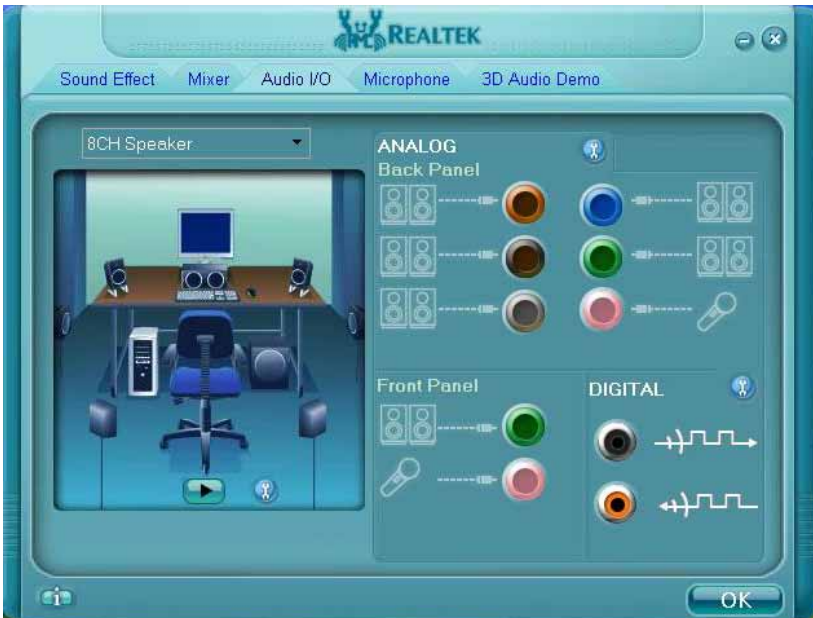 REALTEK
Sound Effect Mixer Audio I/O Microphone 3D Audio Demo
8CH Speaker
ANALOG
Back Panel
Front Panel
DIGITAL
i
OK